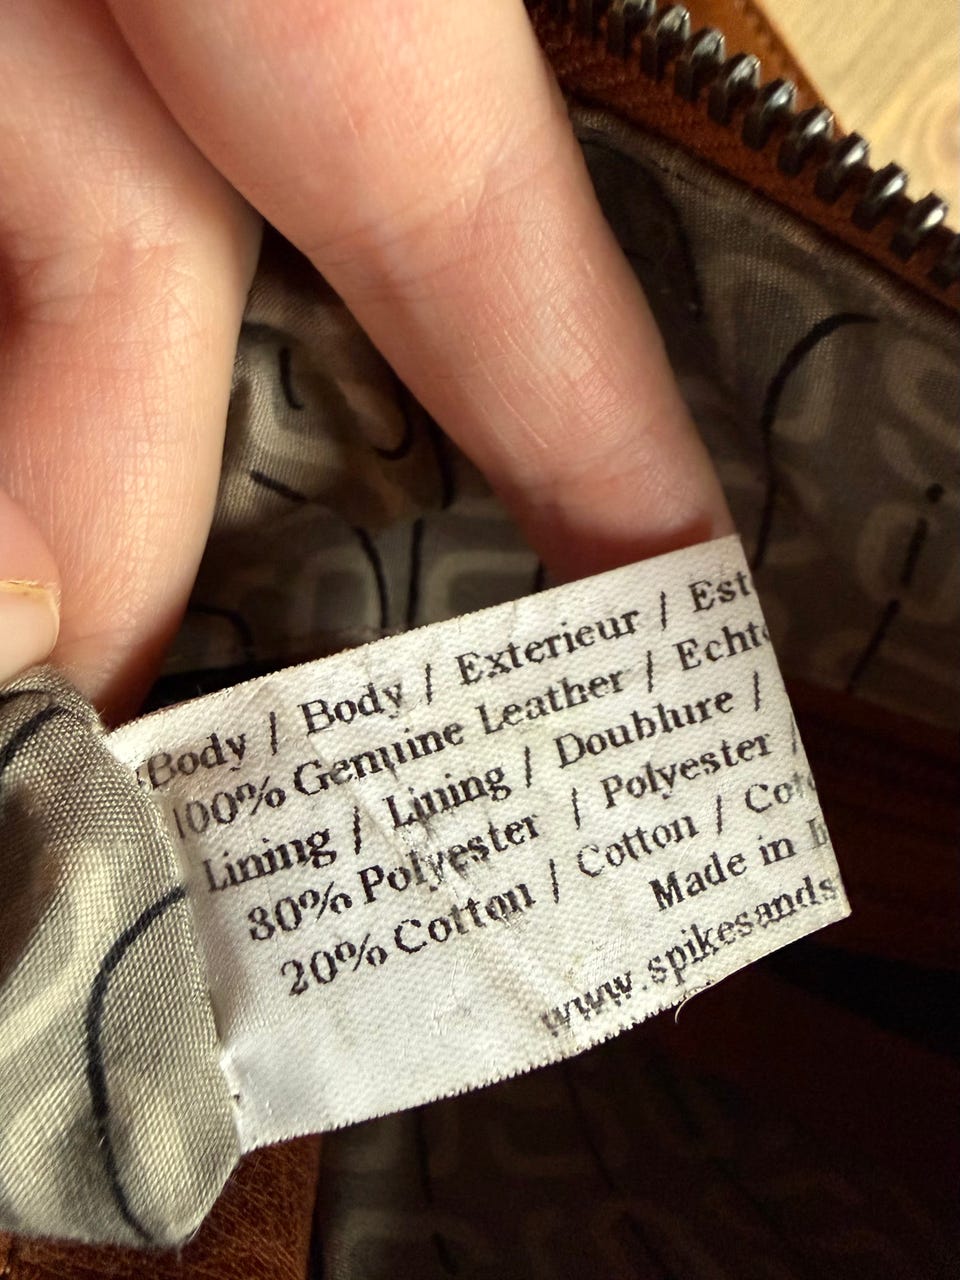 Body / Body / Exterieur / Est
100% Genuine Leather / Echt
Lining / Lining / Doublure /
80% Polyester / Polyester /
20% Cotton / Cotton / Cot
Made in
www.spikesands